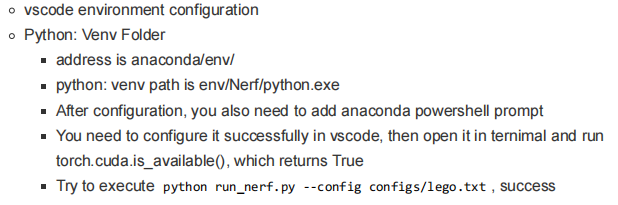 vscode environment configuration
Python: Venv Folder
address is anaconda/env/
python: venv path is env/Nerf/python.exe
After configuration, you also need to add anaconda powershell prompt
You need to configure it successfully in vscode, then open it in ternimal and run
torch.cuda.is_available(), which returns True
Try to execute python run_nerf.py --config configs/lego.txt , success